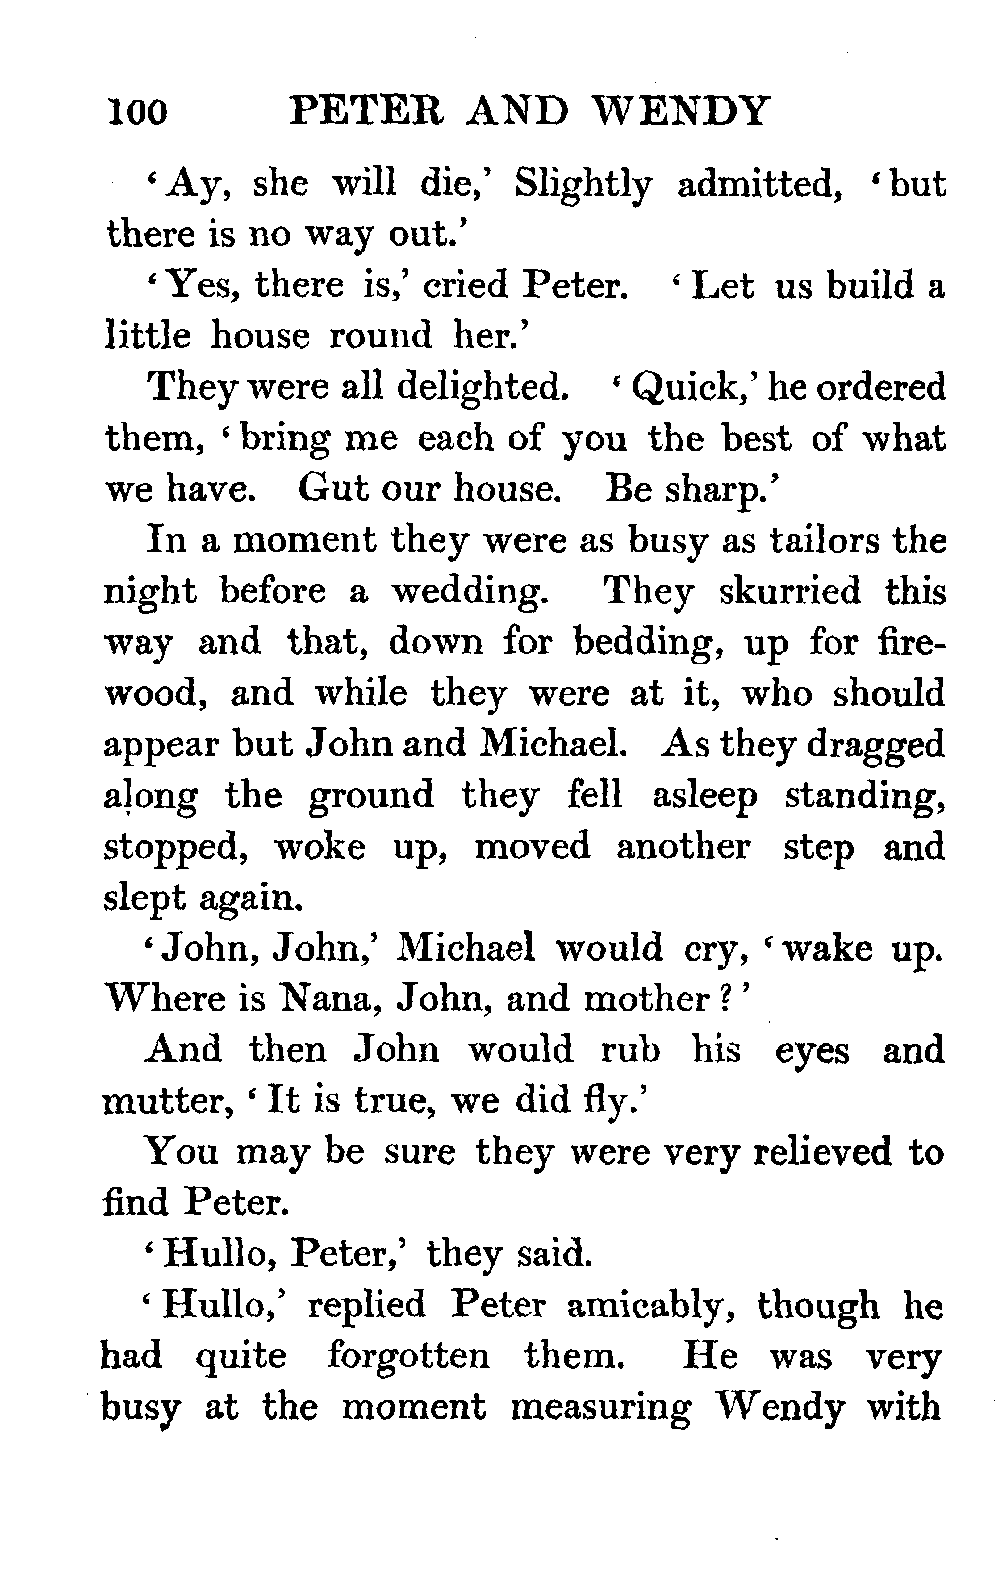 100 PETER AND WENDY
‘Ay, she will die,’ Slightly admitted, ‘but
there is no way out.’
‘Yes, there is,’ cried Peter. ‘Let us build a
little house round her.’
They were all delighted. ‘Quick,’ he ordered
them, ‘bring me each of you the best of what
we have. Gut our house. Be sharp.’
In a moment they were as busy as tailors the
night before a wedding. They skurried this
way and that, down for bedding, up for fire-
wood, and while they were at it, who should
appear but John and Michael. As they dragged
along the ground they fell asleep standing,
stopped, woke up, moved another step and
slept again.
‘John, John,’ Michael would cry, ‘wake up.
Where is Nana, John, and mother?’
And then John would rub his eyes and
mutter, ‘It is true, we did fly.’
You may be sure they were very relieved to
find Peter.
‘Hullo, Peter,’ they said.
‘Hullo,’ replied Peter amicably, though he
had quite forgotten them. He was very
busy at the moment measuring Wendy with